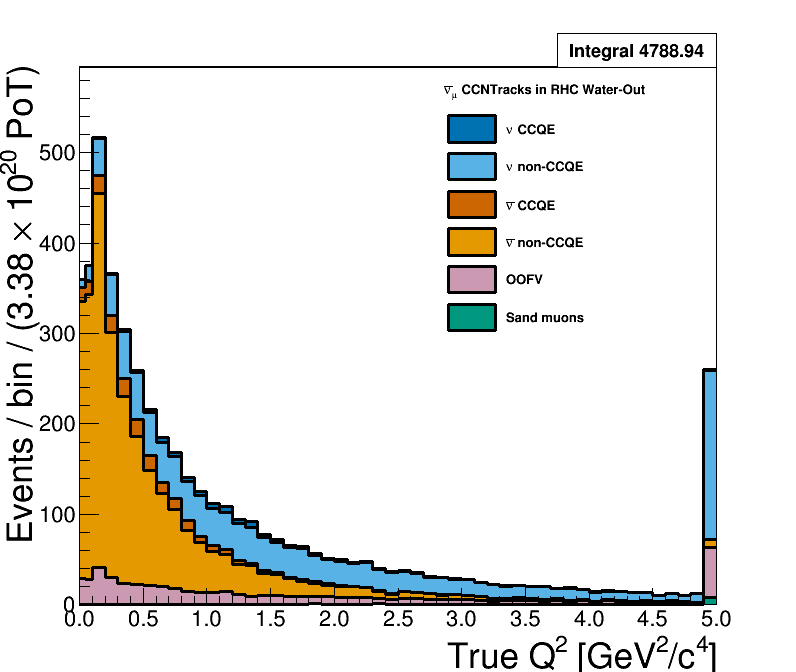 Integral 4788.94
ν̅μ CCNTracks in RHC Water-Out
ν CCQE
ν non-CCQE
ν̅ CCQE
ν̅ non-CCQE
OOFV
Sand muons
Events / bin / (3.38 × 10²⁰ PoT)
500
400
300
200
100
0
0.0 0.5 1.0 1.5 2.0 2.5 3.0 3.5 4.0 4.5 5.0
True Q² [GeV²/c⁴]